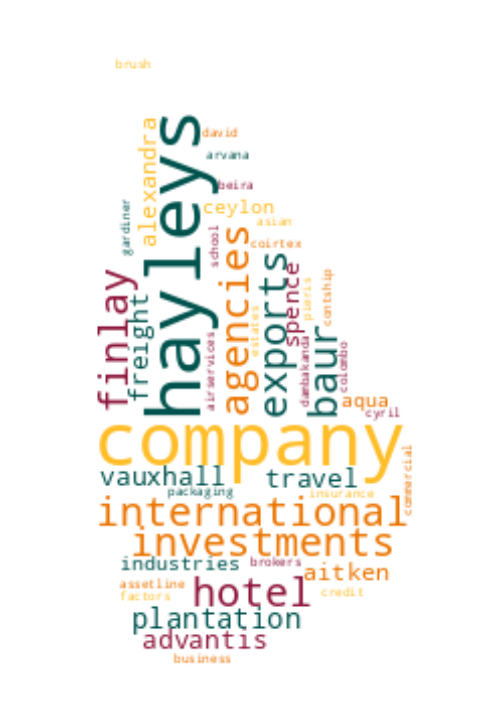 brush
hayleys
alexandra
david
arvana
beira
ceylon
asian
gardiner
school
coirtex
agencies
exports
spence
pieris
contship
finlay
freight
airservices
estates
dambakanda
baur
colombo
aqua
cyril
company
commercial
vauxhall
travel
packaging
insurance
international
investments
industries
brokers
aitken
assetline
hotel
credit
factors
plantation
advantis
business